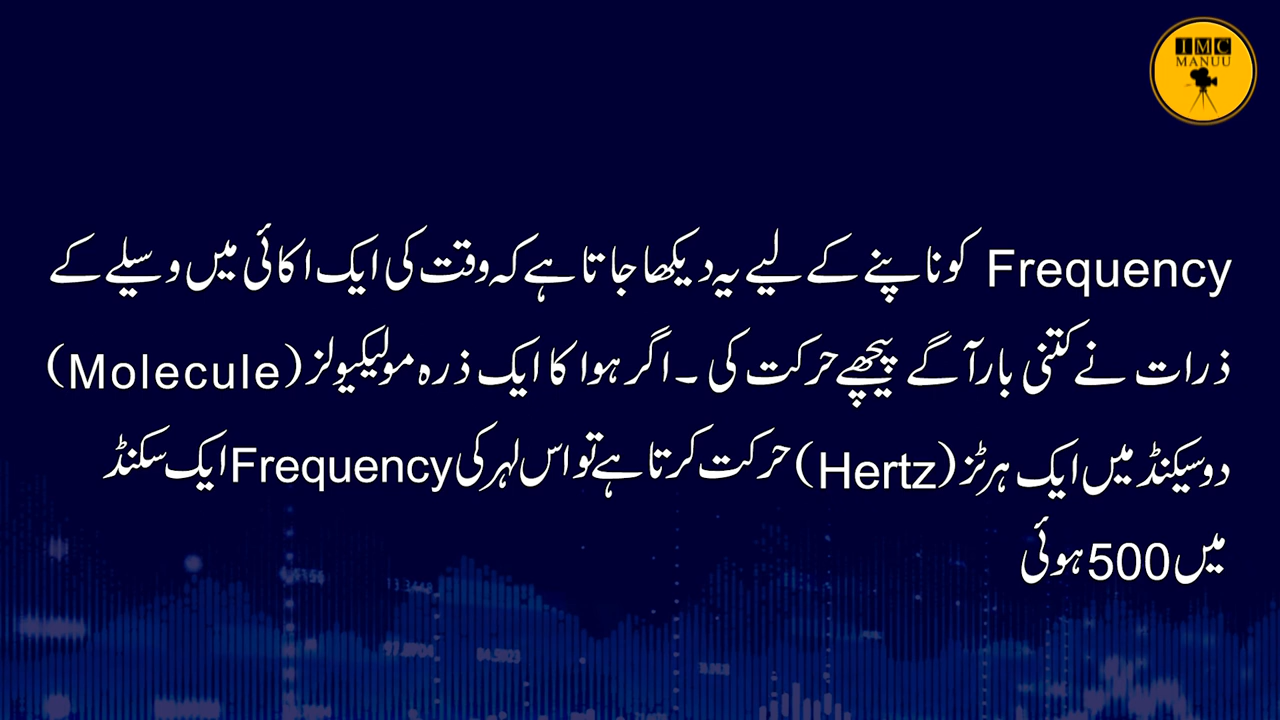 IMC
MANUU
Frequency کو ناپنے کے لیے یہ دیکھا جاتا ہے کہ وقت کی ایک اکائی میں وسیلے کے
ذرات نے کتنی بار آگے پیچھے حرکت کی ۔ اگر ہوا کا ایک ذرہ مولیکیولز (Molecule)
دو سیکنڈ میں ایک ہرٹز (Hertz) حرکت کرتا ہے تو اس لہر کی Frequency ایک سکنڈ
میں 500 ہوئی